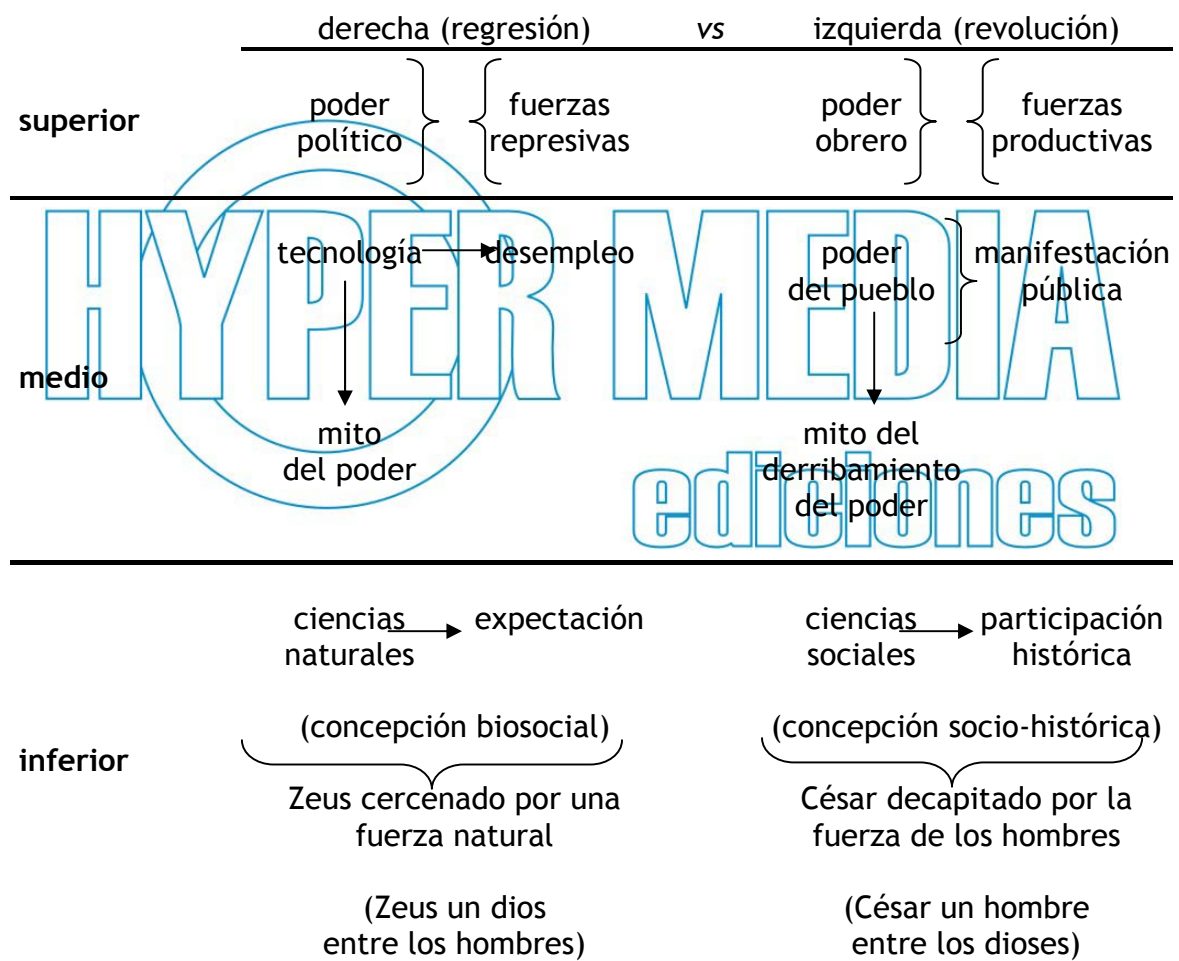 derecha (regresión) vs izquierda (revolución)
superior
poder
político
fuerzas
represivas
poder
obrero
fuerzas
productivas
HYPER MEDIA
ediciones
medio
tecnología
desempleo
mito
del poder
poder
del pueblo
manifestación
pública
mito del
derribamiento
del poder
inferior
ciencias
naturales
expectación
(concepción biosocial)
Zeus cercenado por una
fuerza natural
(Zeus un dios
entre los hombres)
ciencias
sociales
participación
histórica
(concepción socio-histórica)
César decapitado por la
fuerza de los hombres
(César un hombre
entre los dioses)